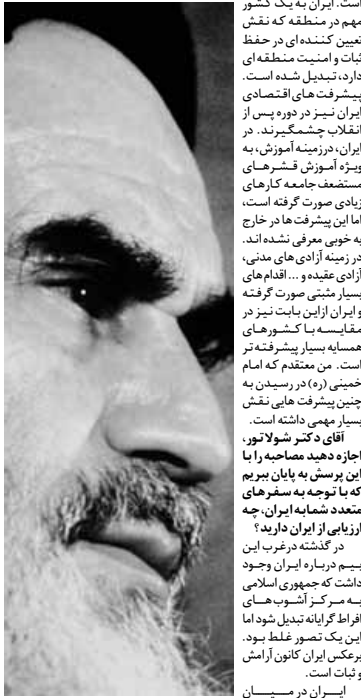 است. ایران به یک کشور
مهم در منطقه که نقش
تعیین کننده ای در حفظ
ثبات و امنیت منطقه ای
دارد، تبدیل شده است.
پیشرفت های اقتصادی
ایران نیز در دوره پس از
انقلاب چشمگیرند. در
ایران، درزمینه آموزش، به
ویژه آموزش قشرهای
مستضعف جامعه کارهای
زیادی صورت گرفته است،
اما این پیشرفت ها در خارج
به خوبی معرفی نشده اند.
در زمینه آزادی های مدنی،
آزادی عقیده و ... اقدام های
بسیار مثبتی صورت گرفته
و ایران ازاین بابت نیز در
مقایسه با کشورهای
همسایه بسیار پیشرفته تر
است. من معتقدم که امام
خمینی (ره) در رسیدن به
چنین پیشرفت هایی نقش
بسیار مهمی داشته است.
آقای دکتر شولاتور،
اجازه دهید مصاحبه را با
این پرسش به پایان ببریم
که با توجه به سفرهای
متعدد شمابه ایران، چه
ارزیابی از ایران دارید؟
در گذشته درغرب این
بیم درباره ایران وجود
داشت که جمهوری اسلامی
به مرکز آشوب های
افراط گرایانه تبدیل شود اما
این یک تصور غلط بود.
برعکس ایران کانون آرامش
و ثبات است.
ایران در میان